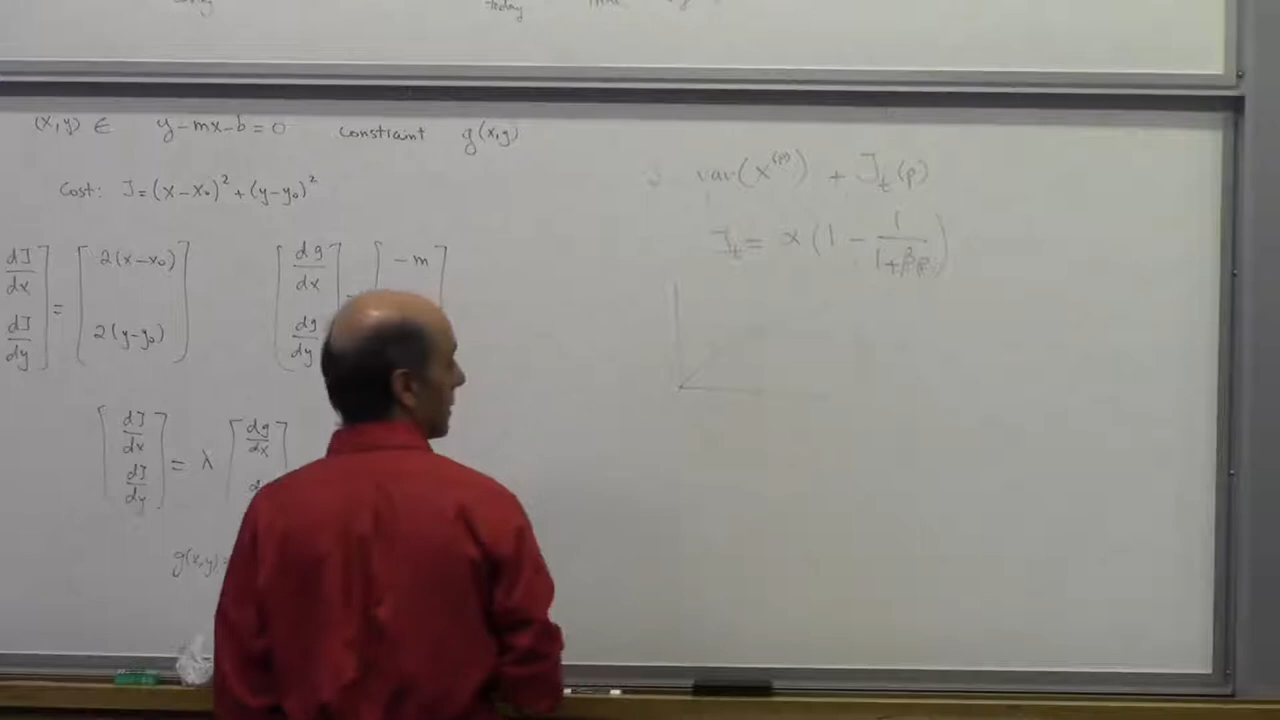 today
(x,y) ∈ y-mx-b=0 constraint g(x,y)
Cost: J=(x-x₀)²+(y-y₀)²
[dJ/dx dJ/dy] = [2(x-x₀) 2(y-y₀)]
[dg/dx dg/dy] [-m
[dJ/dx dJ/dy] = λ [dg/dx
g(x,y)=
var(x^(p)) + J_t(p)
J_t = α(1 - 1/(1+βp))